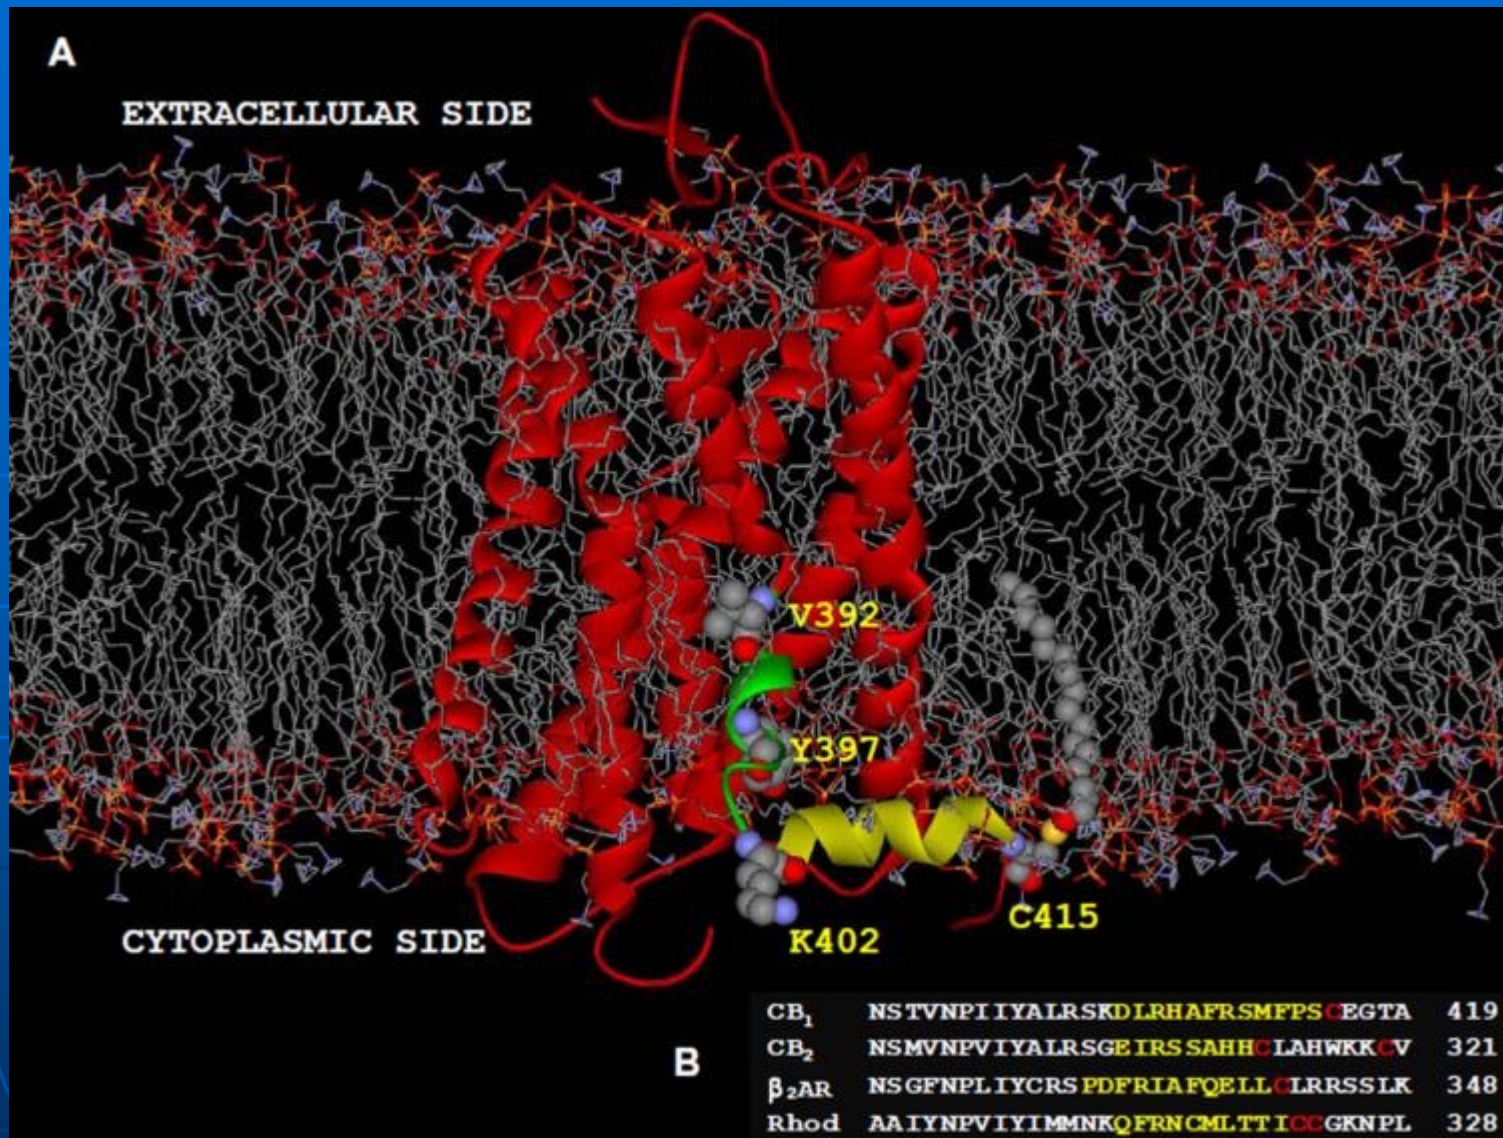 A
EXTRACELLULAR SIDE
V392
Y397
C415
CYTOPLASMIC SIDE
K402
B
CB₁ NSTVNPIIYALRSKDLRHAFRSMFPSCEGTA 419
CB₂ NSMVNPVIYALRSGEIRSSAHHCLAHWKKCV 321
β₂AR NSGFNPLIYCRSPDFRIAFQELLCLRRSSLK 348
Rhod AAIYNPVIYIMMNKQFRNCMLTTICCGKNPL 328